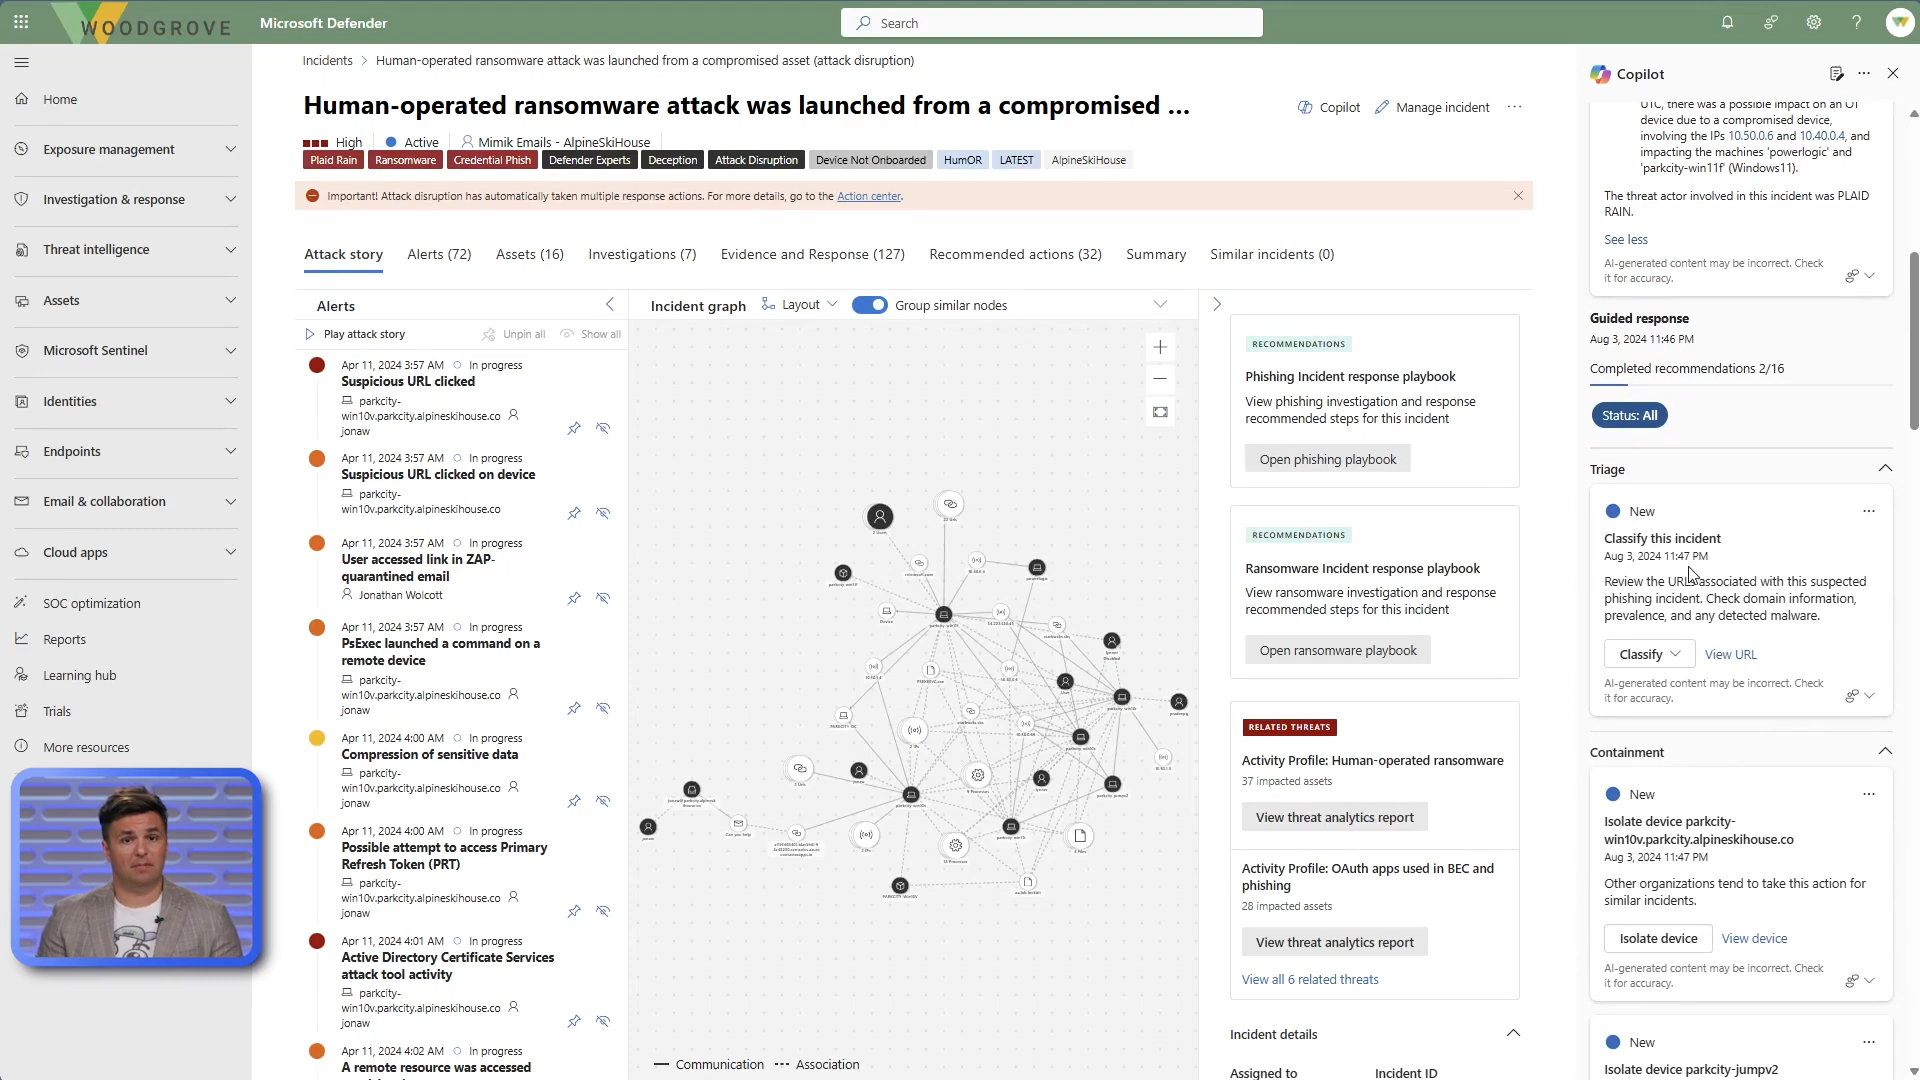 WOODGROVE
Microsoft Defender
Search
Home
Exposure management
Investigation & response
Threat intelligence
Assets
Microsoft Sentinel
Identities
Endpoints
Email & collaboration
Cloud apps
SOC optimization
Reports
Learning hub
Trials
More resources
Incidents > Human-operated ransomware attack was launched from a compromised asset (attack disruption)
Human-operated ransomware attack was launched from a compromised ...
Copilot
Manage incident
High
Active
Mimik Emails - AlpineSkiHouse
Plaid Rain
Ransomware
Credential Phish
Defender Experts
Deception
Attack Disruption
Device Not Onboarded
HumOR
LATEST
AlpineSkiHouse
Important! Attack disruption has automatically taken multiple response actions. For more details, go to the Action center.
Attack story
Alerts (72)
Assets (16)
Investigations (7)
Evidence and Response (127)
Recommended actions (32)
Summary
Similar incidents (0)
Alerts
Play attack story
Unpin all
Show all
Apr 11, 2024 3:57 AM
In progress
Suspicious URL clicked
parkcity-
win10v.parkcity.alpineskihouse.co
jonaw
Apr 11, 2024 3:57 AM
In progress
Suspicious URL clicked on device
parkcity-
win10v.parkcity.alpineskihouse.co
Apr 11, 2024 3:57 AM
In progress
User accessed link in ZAP-
quarantined email
Jonathan Wolcott
Apr 11, 2024 3:57 AM
In progress
PsExec launched a command on a
remote device
parkcity-
win10v.parkcity.alpineskihouse.co
jonaw
Apr 11, 2024 4:00 AM
In progress
Compression of sensitive data
parkcity-
win10v.parkcity.alpineskihouse.co
jonaw
Apr 11, 2024 4:00 AM
In progress
Possible attempt to access Primary
Refresh Token (PRT)
parkcity-
win10v.parkcity.alpineskihouse.co
jonaw
Apr 11, 2024 4:01 AM
In progress
Active Directory Certificate Services
attack tool activity
parkcity-
win10v.parkcity.alpineskihouse.co
jonaw
Apr 11, 2024 4:02 AM
In progress
A remote resource was accessed
Incident graph
Layout
Group similar nodes
Communication
Association
RECOMMENDATIONS
Phishing Incident response playbook
View phishing investigation and response
recommended steps for this incident
Open phishing playbook
RECOMMENDATIONS
Ransomware Incident response playbook
View ransomware investigation and response
recommended steps for this incident
Open ransomware playbook
RELATED THREATS
Activity Profile: Human-operated ransomware
37 impacted assets
View threat analytics report
Activity Profile: OAuth apps used in BEC and
phishing
28 impacted assets
View threat analytics report
View all 6 related threats
Incident details
Assigned to
Incident ID
Copilot
UTC, there was a possible impact on an OT
device due to a compromised device,
involving the IPs 10.50.0.6 and 10.40.0.4, and
impacting the machines 'powerlogic' and
'parkcity-win11f' (Windows11).
The threat actor involved in this incident was PLAID
RAIN.
See less
AI-generated content may be incorrect. Check
it for accuracy.
Guided response
Aug 3, 2024 11:46 PM
Completed recommendations 2/16
Status: All
Triage
New
Classify this incident
Aug 3, 2024 11:47 PM
Review the URL associated with this suspected
phishing incident. Check domain information,
prevalence, and any detected malware.
Classify
View URL
AI-generated content may be incorrect. Check
it for accuracy.
Containment
New
Isolate device parkcity-
win10v.parkcity.alpineskihouse.co
Aug 3, 2024 11:47 PM
Other organizations tend to take this action for
similar incidents.
Isolate device
View device
AI-generated content may be incorrect. Check
it for accuracy.
New
Isolate device parkcity-jumpv2